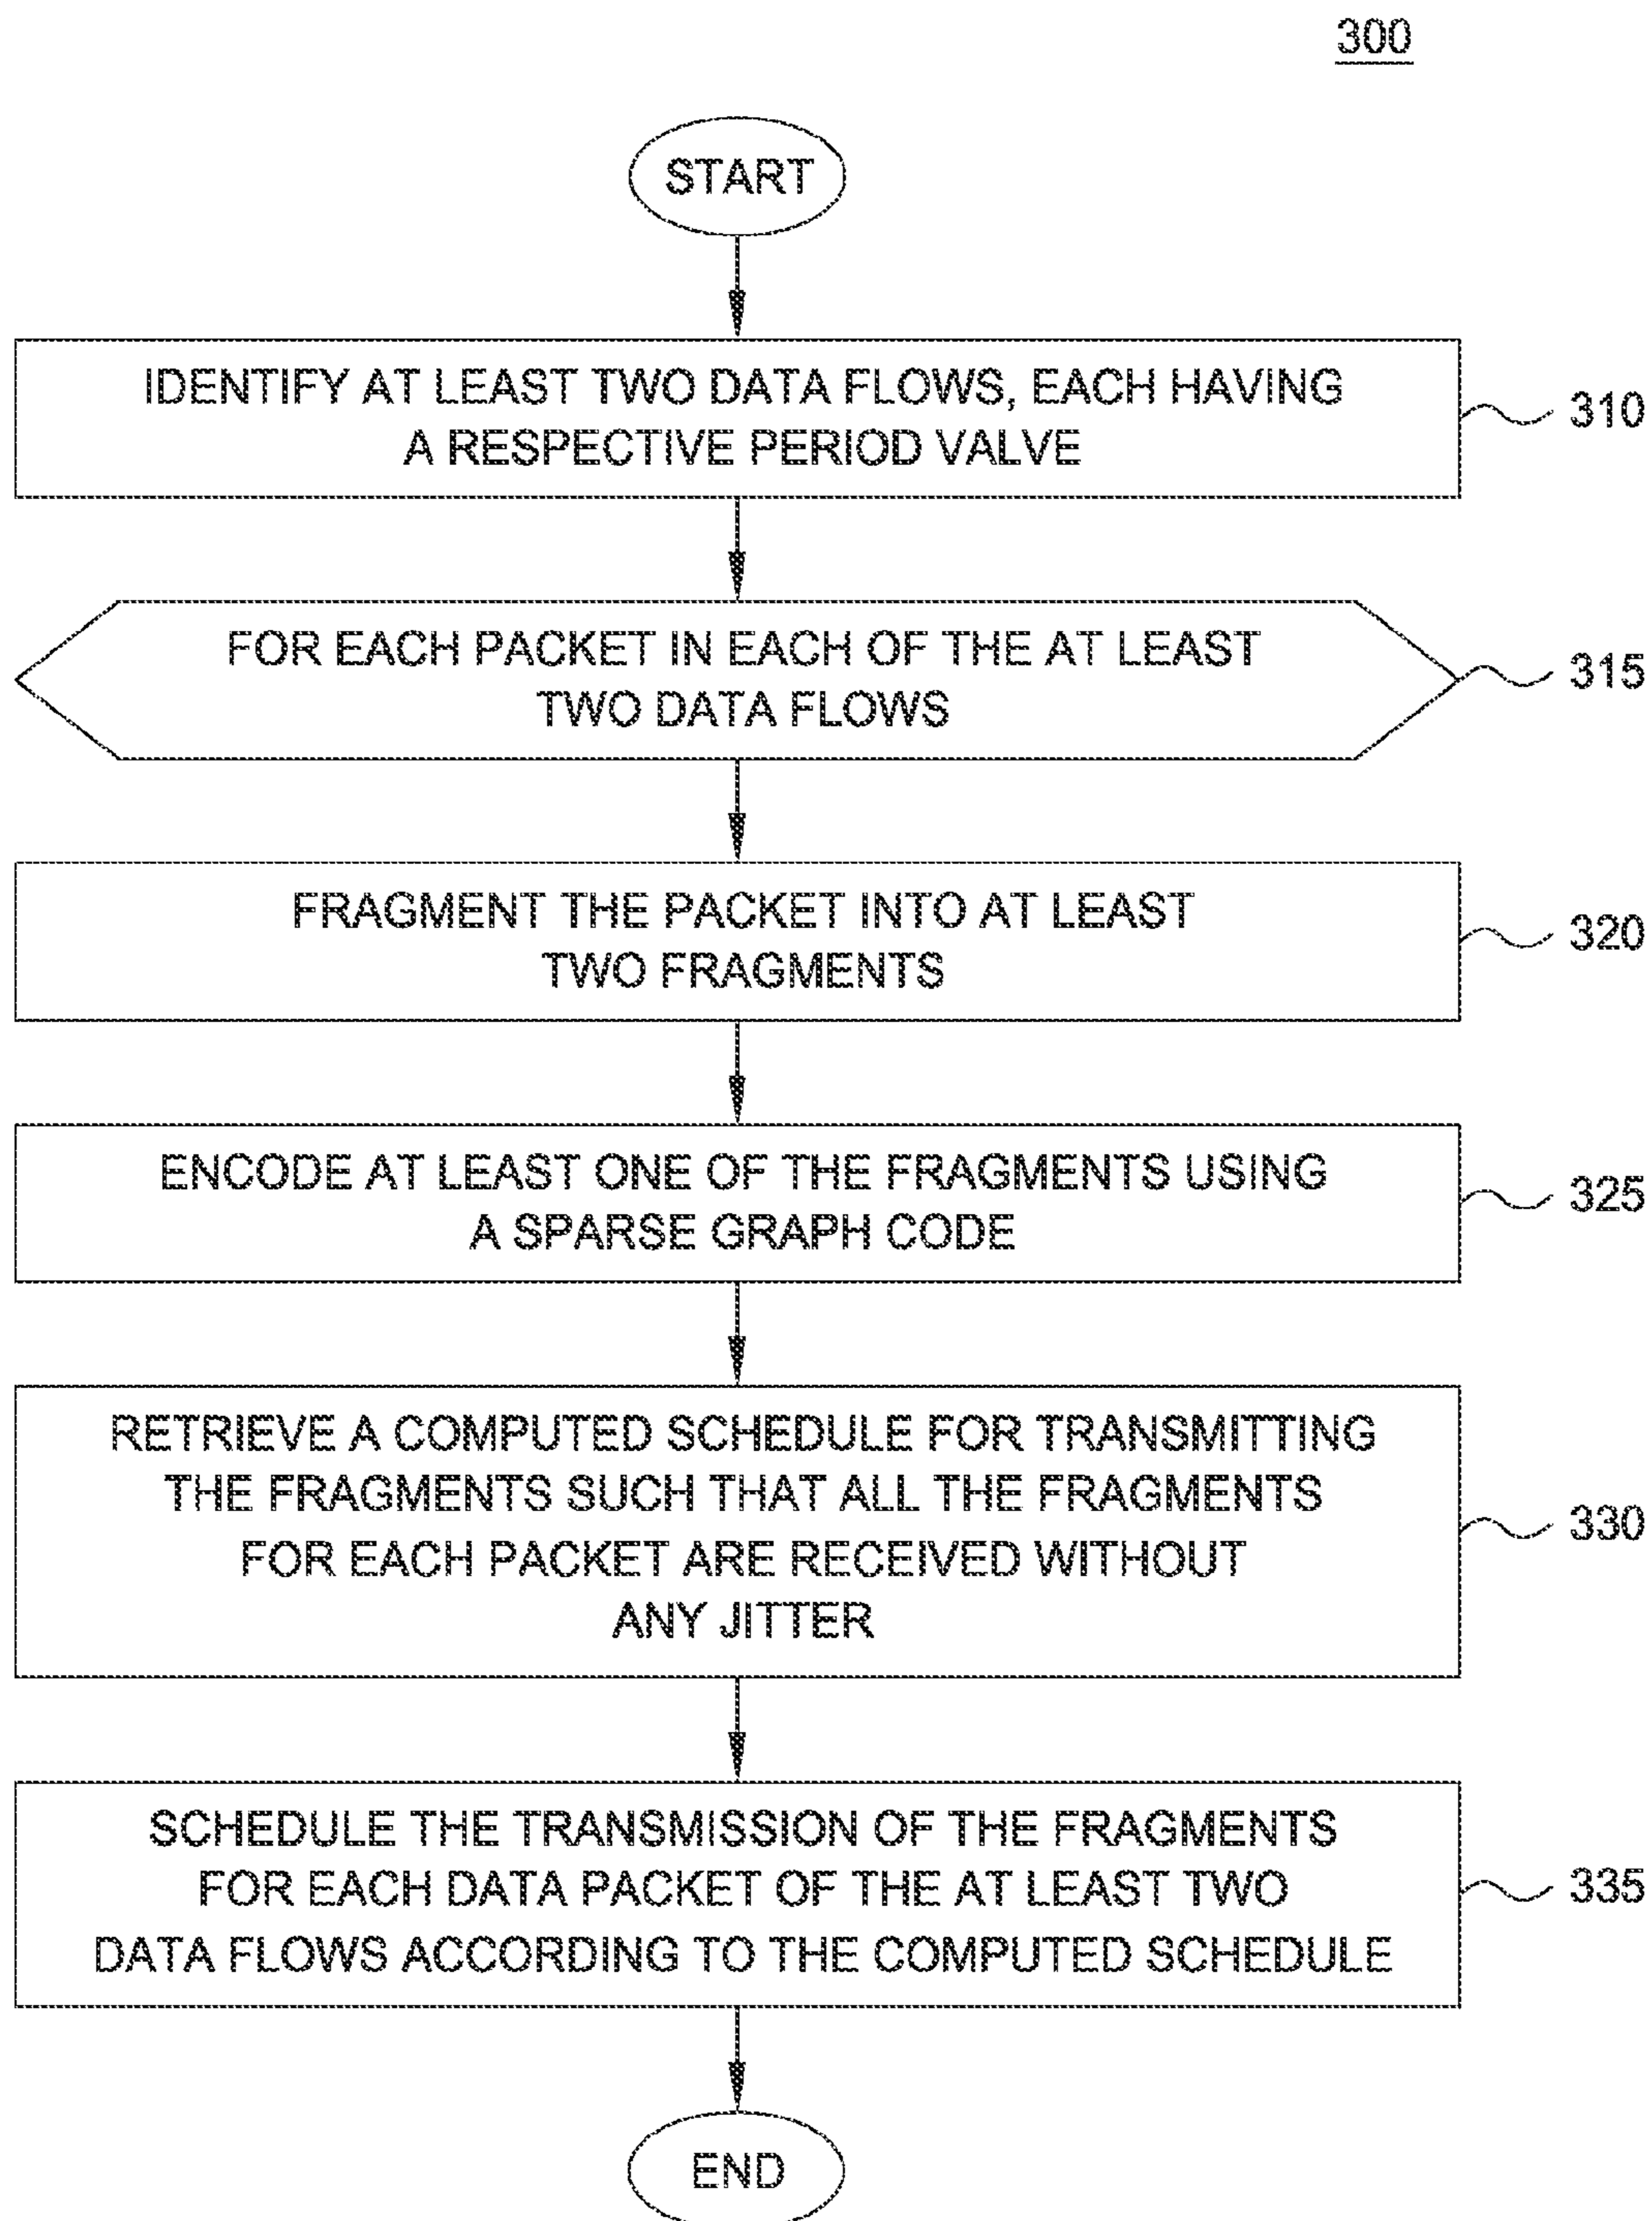 300
START
IDENTIFY AT LEAST TWO DATA FLOWS, EACH HAVING
A RESPECTIVE PERIOD VALVE
310
FOR EACH PACKET IN EACH OF THE AT LEAST
TWO DATA FLOWS
315
FRAGMENT THE PACKET INTO AT LEAST
TWO FRAGMENTS
320
ENCODE AT LEAST ONE OF THE FRAGMENTS USING
A SPARSE GRAPH CODE
325
RETRIEVE A COMPUTED SCHEDULE FOR TRANSMITTING
THE FRAGMENTS SUCH THAT ALL THE FRAGMENTS
FOR EACH PACKET ARE RECEIVED WITHOUT
ANY JITTER
330
SCHEDULE THE TRANSMISSION OF THE FRAGMENTS
FOR EACH DATA PACKET OF THE AT LEAST TWO
DATA FLOWS ACCORDING TO THE COMPUTED SCHEDULE
335
END